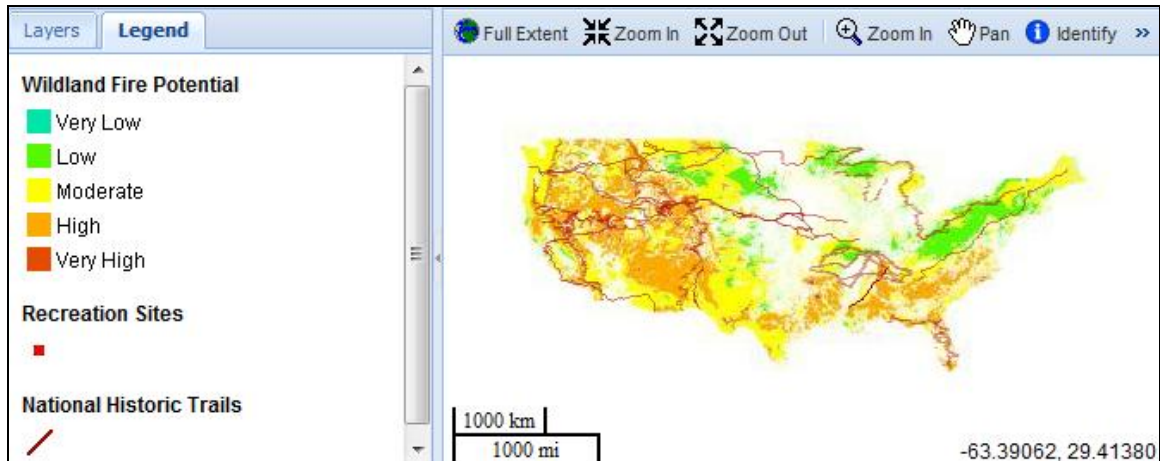 Layers Legend
Full Extent Zoom In Zoom Out Zoom In Pan Identify »
Wildland Fire Potential
Very Low
Low
Moderate
High
Very High
Recreation Sites
National Historic Trails
1000 km
1000 mi
-63.39062, 29.41380